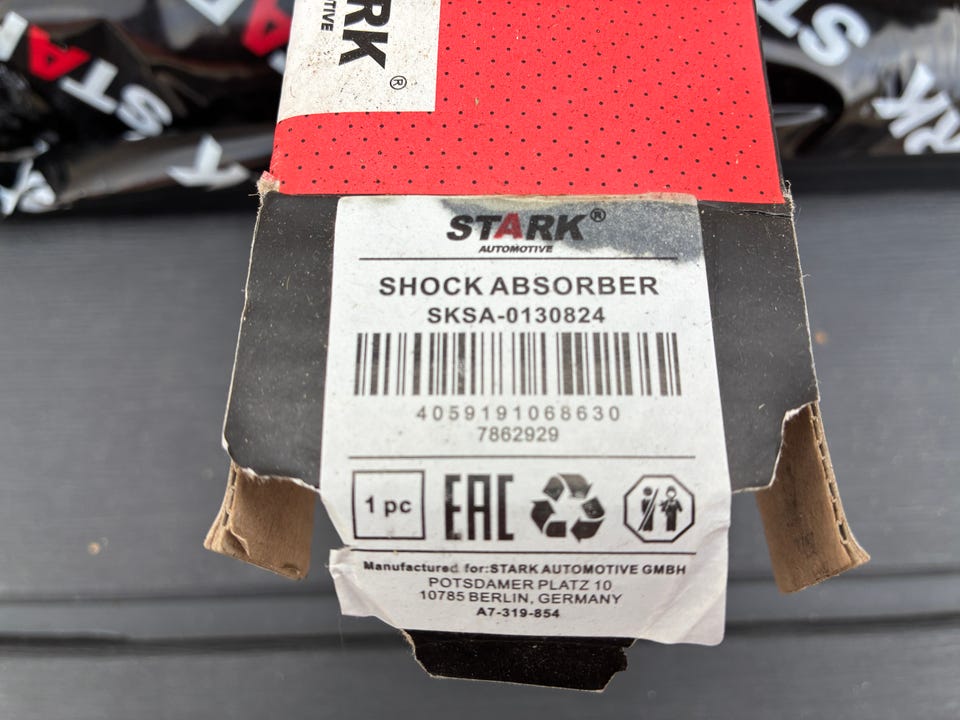 STARK
AUTOMOTIVE
SHOCK ABSORBER
SKSA-0130824
4059191068630
7862929
1 pc
EAC
Manufactured for:STARK AUTOMOTIVE GMBH
POTSDAMER PLATZ 10
10785 BERLIN, GERMANY
A7-319-854